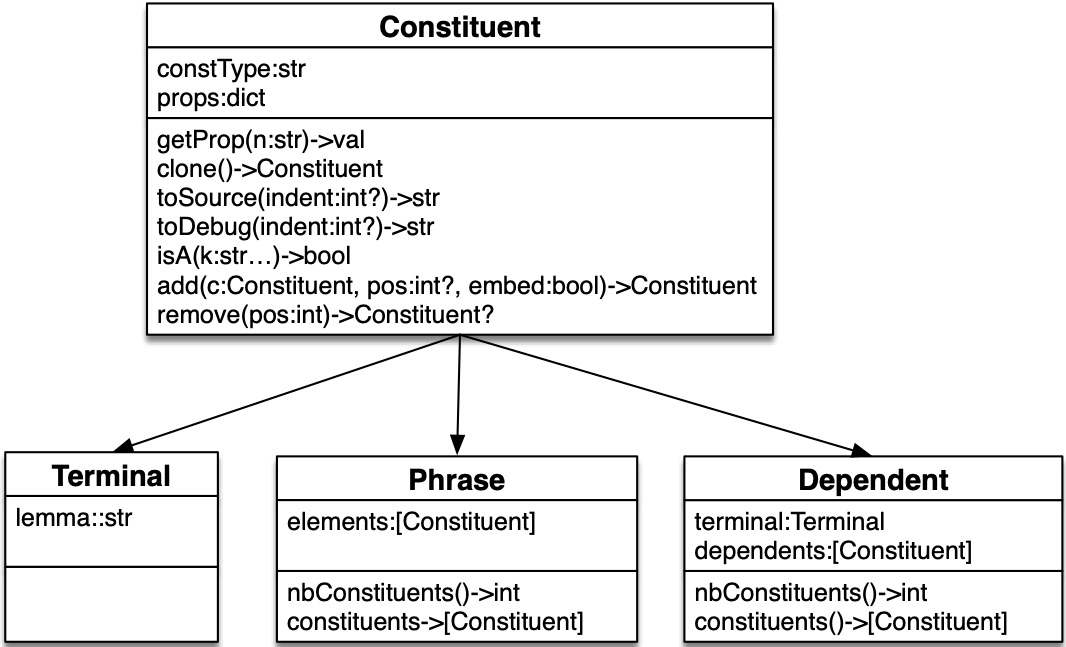 Constituent
constType:str
props:dict
getProp(n:str)->val
clone()->Constituent
toSource(indent:int?)->str
toDebug(indent:int?)->str
isA(k:str…)->bool
add(c:Constituent, pos:int?, embed:bool)->Constituent
remove(pos:int)->Constituent?
Terminal
lemma::str
Phrase
elements:[Constituent]
nbConstituents()->int
constituents->[Constituent]
Dependent
terminal:Terminal
dependents:[Constituent]
nbConstituents()->int
constituents()->[Constituent]